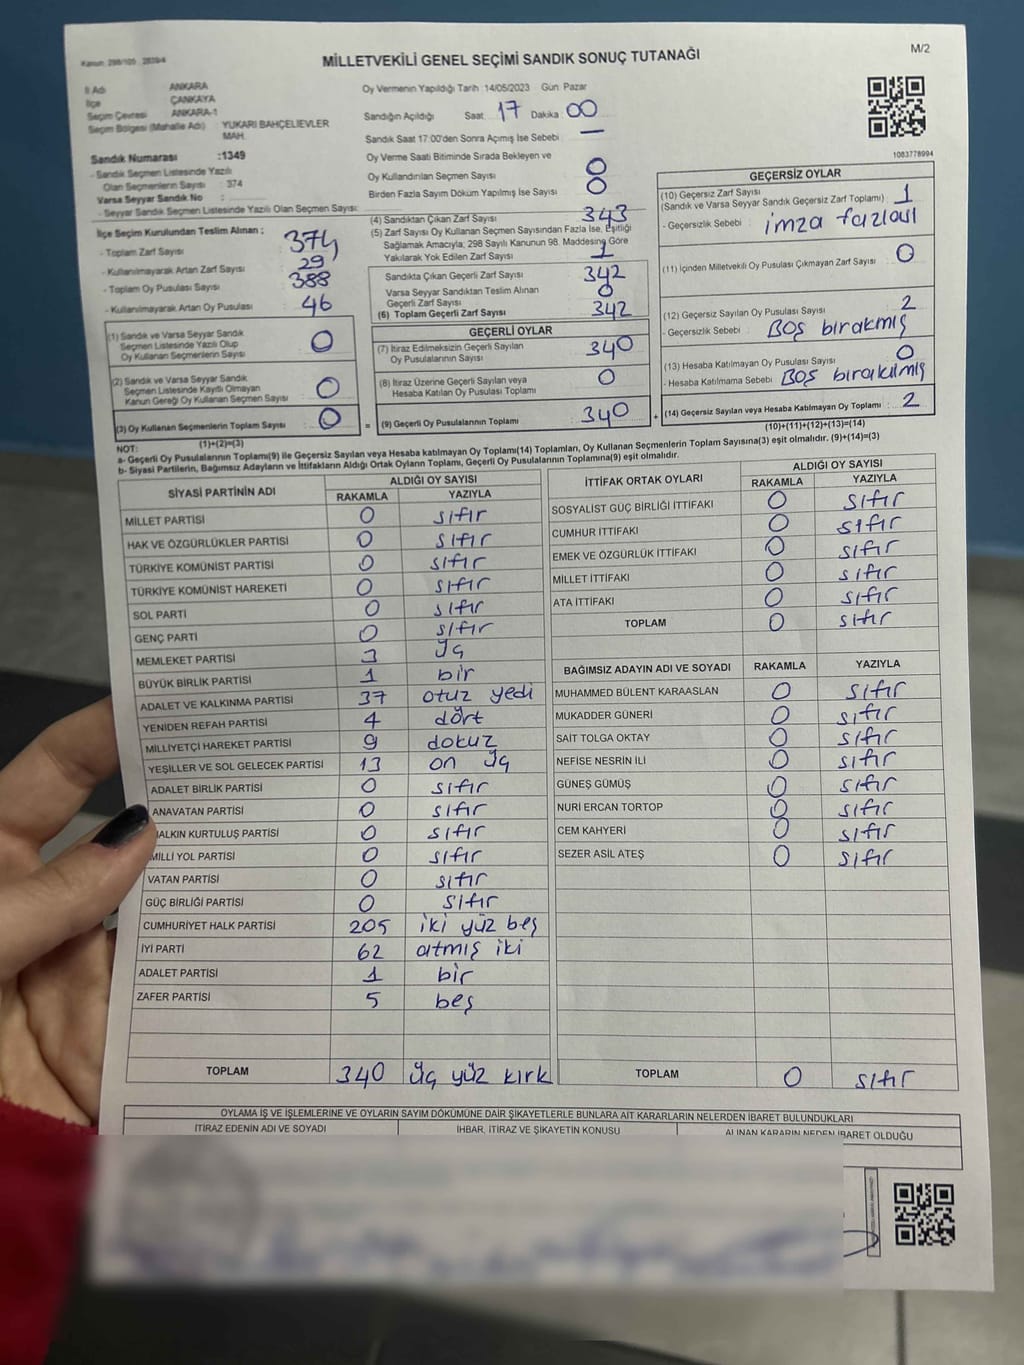 Kanun: 298/105 2839/4
MİLLETVEKİLİ GENEL SEÇİMİ SANDIK SONUÇ TUTANAĞI
M/2
İl Adı ANKARA
İlçe ÇANKAYA
Seçim Çevresi ANKARA-1
Seçim Bölgesi (Mahalle Adı) : YUKARI BAHÇELİEVLER
MAH.
Sandık Numarası :1349
- Sandık Seçmen Listesinde Yazılı
Olan Seçmenlerin Sayısı : 374
Varsa Seyyar Sandık No :
- Seyyar Sandık Seçmen Listesinde Yazılı Olan Seçmen Sayısı:
Oy Vermenin Yapıldığı Tarih 14/05/2023 Gün Pazar
Sandığın Açıldığı Saat 17 Dakika 00
Sandık Saat 17:00'den Sonra Açımış İse Sebebi : —
Oy Verme Saati Bitiminde Sırada Bekleyen ve
Oy Kullandırılan Seçmen Sayısı : 0
Birden Fazla Sayım Döküm Yapılmış İse Sayısı : 0
1083778994
İlçe Seçim Kurulundan Teslim Alınan ;
- Toplam Zarf Sayısı : 374
- Kullanılmayarak Artan Zarf Sayısı : 29
- Toplam Oy Pusulası Sayısı : 388
- Kullanılmayarak Artan Oy Pusulası : 46
(1) Sandık ve Varsa Seyyar Sandık
Seçmen Listesinde Yazılı Olup
Oy Kullanan Seçmenlerin Sayısı : 0
(2) Sandık ve Varsa Seyyar Sandık
Seçmen Listesinde Kayıtlı Olmayan
Kanun Gereği Oy Kullanan Seçmen Sayısı : 0
(3) Oy Kullanan Seçmenlerin Toplam Sayısı : 0
(1)+(2)=(3)
(4) Sandıktan Çıkan Zarf Sayısı : 343
(5) Zarf Sayısı Oy Kullanan Seçmen Sayısından Fazla İse, Eşitliği
Sağlamak Amacıyla, 298 Sayılı Kanunun 98. Maddesine Göre
Yakılarak Yok Edilen Zarf Sayısı : 1
Sandıkta Çıkan Geçerli Zarf Sayısı : 342
Varsa Seyyar Sandıktan Teslim Alınan
Geçerli Zarf Sayısı : 0
(6) Toplam Geçerli Zarf Sayısı : 342
GEÇERLİ OYLAR
(7) İtiraz Edilmeksizin Geçerli Sayılan
Oy Pusulalarının Sayısı : 340
(8) İtiraz Üzerine Geçerli Sayılan veya
Hesaba Katılan Oy Pusulası Toplamı : 0
= (9) Geçerli Oy Pusulalarının Toplamı : 340 +
GEÇERSİZ OYLAR
(10) Geçersiz Zarf Sayısı
(Sandık ve Varsa Seyyar Sandık Geçersiz Zarf Toplamı) : 1
- Geçersizlik Sebebi : imza fazlası
(11) İçinden Milletvekili Oy Pusulası Çıkmayan Zarf Sayısı : 0
(12) Geçersiz Sayılan Oy Pusulası Sayısı : 2
- Geçersizlik Sebebi : Boş bırakmış
(13) Hesaba Katılmayan Oy Pusulası Sayısı : 0
- Hesaba Katılmama Sebebi : Boş bırakılmış
(14) Geçersiz Sayılan veya Hesaba Katılmayan Oy Toplamı : 2
(10)+(11)+(12)+(13)=(14)
NOT:
a- Geçerli Oy Pusulalarının Toplamı(9) ile Geçersiz Sayılan veya Hesaba katılmayan Oy Toplamı(14) Toplamları, Oy Kullanan Seçmenlerin Toplam Sayısına(3) eşit olmalıdır. (9)+(14)=(3)
b- Siyasi Partilerin, Bağımsız Adayların ve İttifakların Aldığı Ortak Oyların Toplamı, Geçerli Oy Pusulalarının Toplamına(9) eşit olmalıdır.
SİYASİ PARTİNİN ADI ALDIĞI OY SAYISI
RAKAMLA YAZIYLA
MİLLET PARTİSİ 0 sıfır
HAK VE ÖZGÜRLÜKLER PARTİSİ 0 sıfır
TÜRKİYE KOMÜNİST PARTİSİ 0 sıfır
TÜRKİYE KOMÜNİST HAREKETİ 0 sıfır
SOL PARTİ 0 sıfır
GENÇ PARTİ 0 sıfır
MEMLEKET PARTİSİ 3 üç
BÜYÜK BİRLİK PARTİSİ 1 bir
ADALET VE KALKINMA PARTİSİ 37 otuz yedi
YENİDEN REFAH PARTİSİ 4 dört
MİLLİYETÇİ HAREKET PARTİSİ 9 dokuz
YEŞİLLER VE SOL GELECEK PARTİSİ 13 on üç
ADALET BİRLİK PARTİSİ 0 sıfır
ANAVATAN PARTİSİ 0 sıfır
HALKIN KURTULUŞ PARTİSİ 0 sıfır
MİLLİ YOL PARTİSİ 0 sıfır
VATAN PARTİSİ 0 sıfır
GÜÇ BİRLİĞİ PARTİSİ 0 sıfır
CUMHURİYET HALK PARTİSİ 205 iki yüz beş
İYİ PARTİ 62 atmış iki
ADALET PARTİSİ 1 bir
ZAFER PARTİSİ 5 beş
TOPLAM 340 üç yüz kırk
İTTİFAK ORTAK OYLARI ALDIĞI OY SAYISI
RAKAMLA YAZIYLA
SOSYALİST GÜÇ BİRLİĞİ İTTİFAKI 0 sıfır
CUMHUR İTTİFAKI 0 sıfır
EMEK VE ÖZGÜRLÜK İTTİFAKI 0 sıfır
MİLLET İTTİFAKI 0 sıfır
ATA İTTİFAKI 0 sıfır
TOPLAM 0 sıfır
BAĞIMSIZ ADAYIN ADI VE SOYADI RAKAMLA YAZIYLA
MUHAMMED BÜLENT KARAASLAN 0 sıfır
MUKADDER GÜNERİ 0 sıfır
SAİT TOLGA OKTAY 0 sıfır
NEFİSE NESRİN İLİ 0 sıfır
GÜNEŞ GÜMÜŞ 0 sıfır
NURİ ERCAN TORTOP 0 sıfır
CEM KAHYERİ 0 sıfır
SEZER ASİL ATEŞ 0 sıfır
TOPLAM 0 sıfır
OYLAMA İŞ VE İŞLEMLERİNE VE OYLARIN SAYIM DÖKÜMÜNE DAİR ŞİKAYETLERLE BUNLARA AİT KARARLARIN NELERDEN İBARET BULUNDUKLARI
İTİRAZ EDENİN ADI VE SOYADI İHBAR, İTİRAZ VE ŞİKAYETİN KONUSU ALINAN KARARIN NEDEN İBARET OLDUĞU